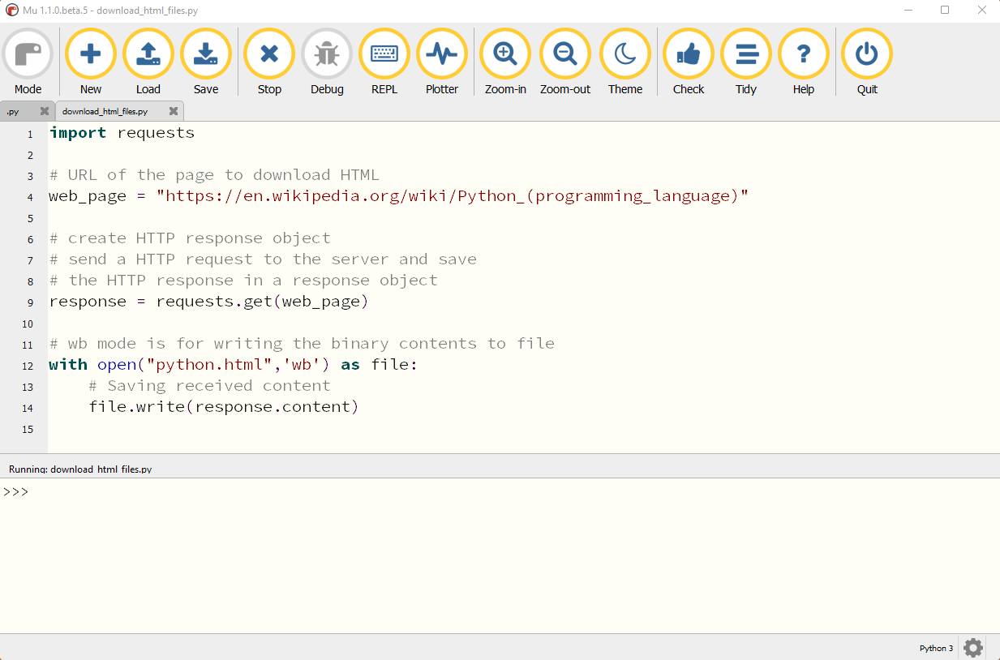 Mu 1.1.0.beta.5 - download_html_files.py
Mode New Load Save Stop Debug REPL Plotter Zoom-in Zoom-out Theme Check Tidy Help Quit
.py download_html_files.py
1 import requests
2
3 # URL of the page to download HTML
4 web_page = "https://en.wikipedia.org/wiki/Python_(programming_language)"
5
6 # create HTTP response object
7 # send a HTTP request to the server and save
8 # the HTTP response in a response object
9 response = requests.get(web_page)
10
11 # wb mode is for writing the binary contents to file
12 with open("python.html",'wb') as file:
13     # Saving received content
14     file.write(response.content)
15
Running: download_html_files.py
>>>
Python 3